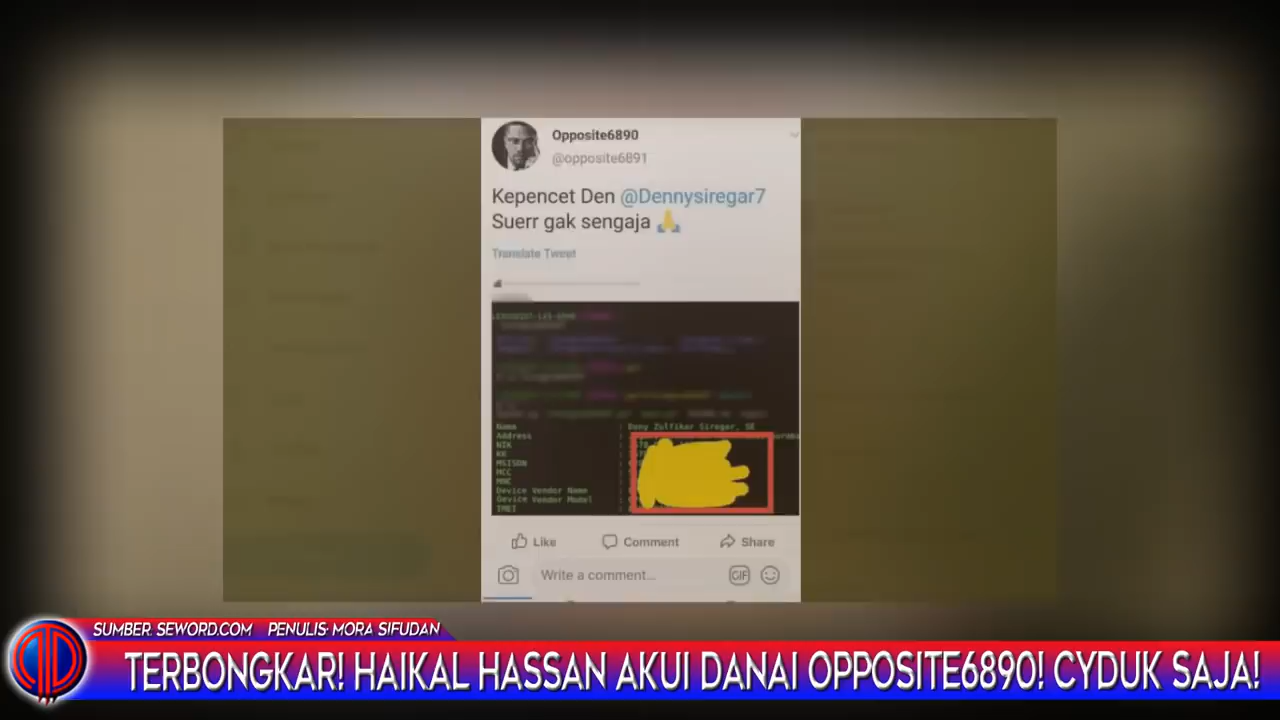 Opposite6890
@opposite6891
Kepencet Den @Dennysiregar7
Suerr gak sengaja 🙏
Translate Tweet
Name : Deny Zulfikar Siregar, SE
Address :
NIK :
KK :
MSISDN :
MCC :
MNC :
Device Vendor Name :
Device Vendor Model :
IMEI :
Like Comment Share
Write a comment... GIF
SUMBER. SEWORD.COM PENULIS: MORA SIFUDAN
TERBONGKAR! HAIKAL HASSAN AKUI DANAI OPPOSITE6890! CYDUK SAJA!